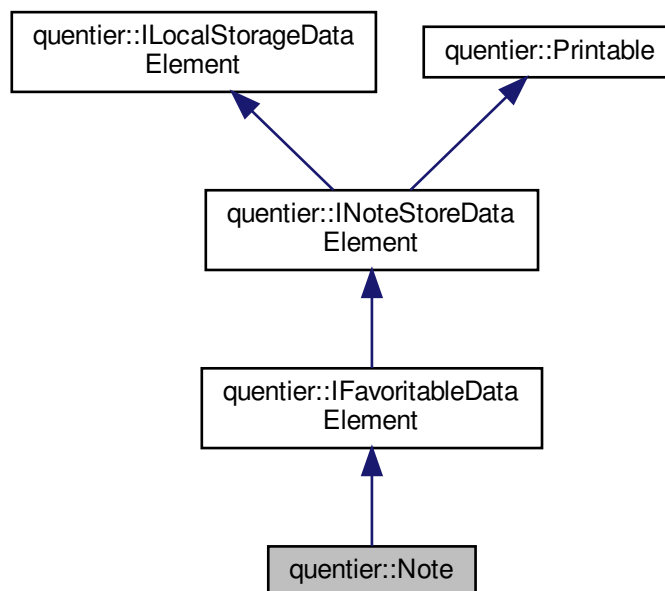 quentier::ILocalStorageData
Element
quentier::Printable
quentier::INoteStoreData
Element
quentier::IFavoritableData
Element
quentier::Note